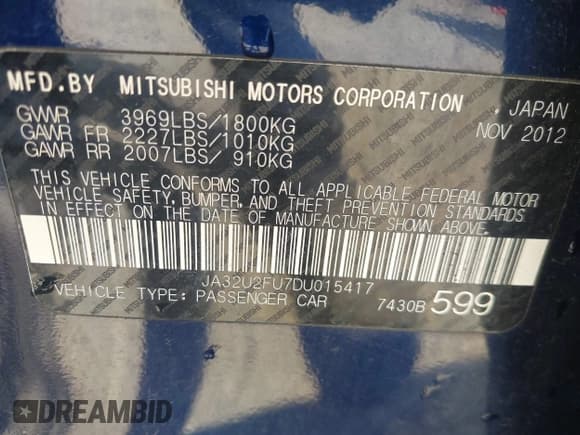 MFD.BY MITSUBISHI MOTORS CORPORATION , JAPAN
GVWR 3969LBS/1800KG NOV 2012
GAWR FR 2227LBS/1010KG
GAWR RR 2007LBS/ 910KG
THIS VEHICLE CONFORMS TO ALL APPLICABLE FEDERAL MOTOR
VEHICLE SAFETY, BUMPER, AND THEFT PREVENTION STANDARDS
IN EFFECT ON THE DATE OF MANUFACTURE SHOWN ABOVE.
JA32U2FU7DU015417
VEHICLE TYPE: PASSENGER CAR 7430B 599
DREAMBID